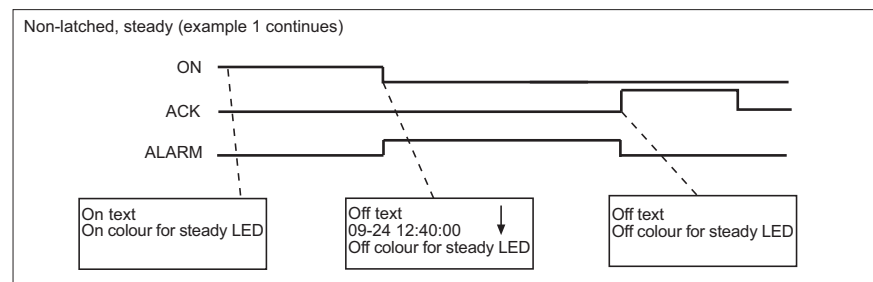 Non-latched, steady (example 1 continues)
ON
ACK
ALARM
On text
On colour for steady LED
Off text
09-24 12:40:00
Off colour for steady LED
Off text
Off colour for steady LED